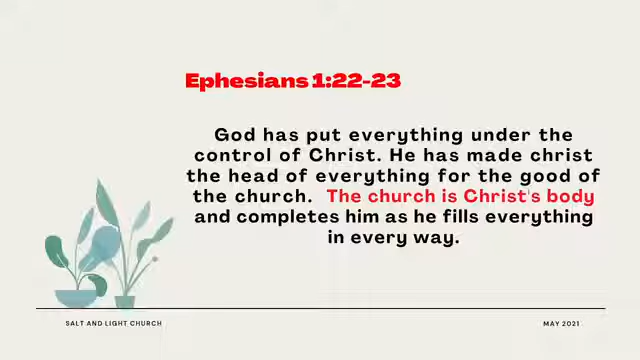 Ephesians 1:22-23
God has put everything under the
control of Christ. He has made christ
the head of everything for the good of
the church. The church is Christ's body
and completes him as he fills everything
in every way.
SALT AND LIGHT CHURCH
MAY 2021